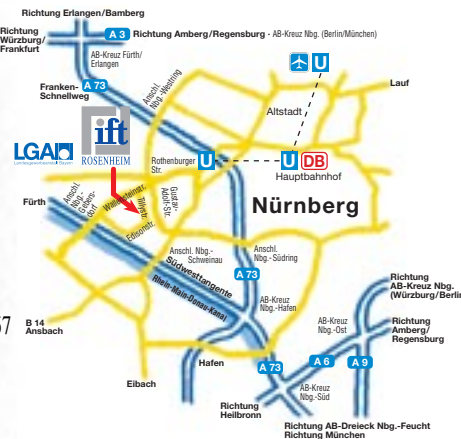 Richtung Erlangen/Bamberg
Richtung
Würzburg/
Frankfurt
A 3 Richtung Amberg/Regensburg - AB-Kreuz Nbg. (Berlin/München)
AB-Kreuz Fürth/
Erlangen
Franken-
Schnellweg
A 73
Anschl.
Nbg.-Westring
U
Lauf
Altstadt
LGA
ift
ROSENHEIM
Rothenburger
Str.
U
U DB
Hauptbahnhof
Nürnberg
Fürth
Anschl.
Nbg.-
Gebers-
dorf
Wallensteinstr.
Tillystr.
Gustav-
Adolf-Str.
Edisonstr.
Anschl. Nbg.-
Schweinau
Südwesttangente
Rhein-Main-Donau-Kanal
Anschl.
Nbg.-Südring
A 73
AB-Kreuz
Nbg.-Hafen
Richtung
AB-Kreuz Nbg.
(Würzburg/Berlin
AB-Kreuz
Nbg.-Ost
Richtung
Amberg/
Regensburg
7
B 14
Ansbach
Hafen
Eibach
A 73
A 6
A 9
AB-Kreuz
Nbg.-Süd
Richtung
Heilbronn
Richtung AB-Dreieck Nbg.-Feucht
Richtung München